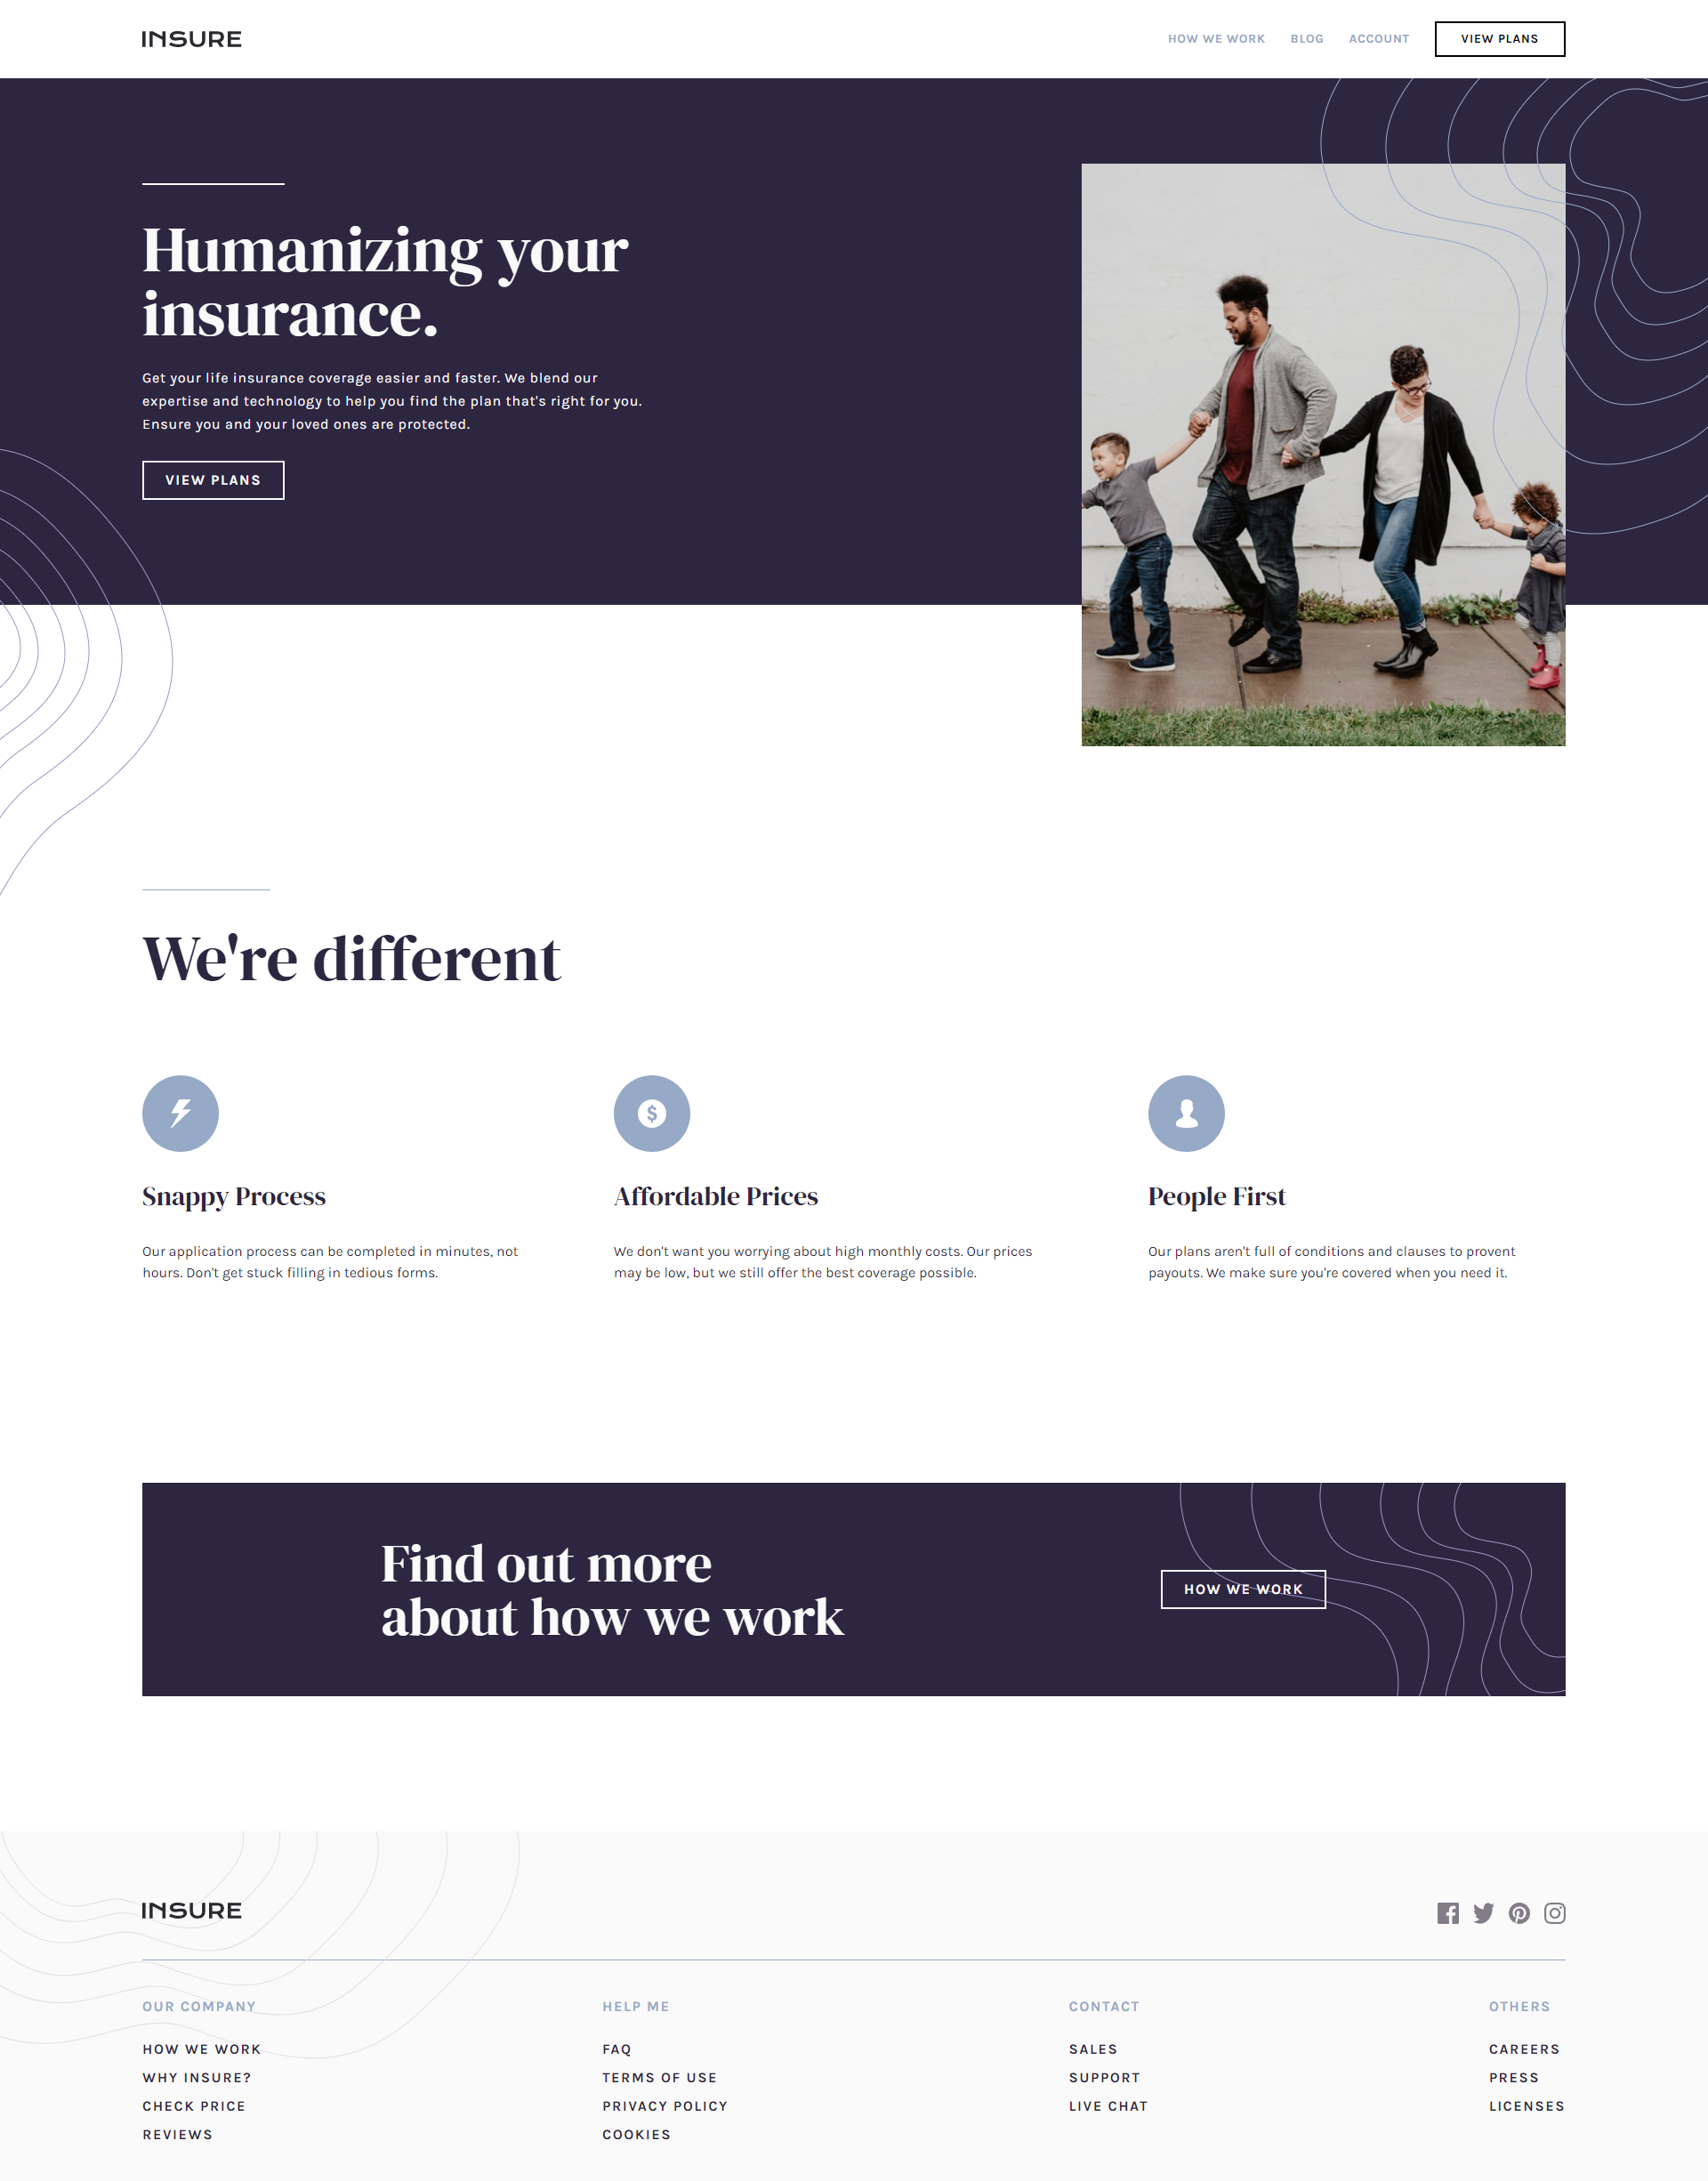 INSURE
HOW WE WORK
BLOG
ACCOUNT
VIEW PLANS
Humanizing your
insurance.
Get your life insurance coverage easier and faster. We blend our
expertise and technology to help you find the plan that's right for you.
Ensure you and your loved ones are protected.
VIEW PLANS
We're different
Snappy Process
Our application process can be completed in minutes, not
hours. Don't get stuck filling in tedious forms.
Affordable Prices
We don't want you worrying about high monthly costs. Our prices
may be low, but we still offer the best coverage possible.
People First
Our plans aren't full of conditions and clauses to provent
payouts. We make sure you're covered when you need it.
Find out more
about how we work
HOW WE WORK
INSURE
OUR COMPANY
HOW WE WORK
WHY INSURE?
CHECK PRICE
REVIEWS
HELP ME
FAQ
TERMS OF USE
PRIVACY POLICY
COOKIES
CONTACT
SALES
SUPPORT
LIVE CHAT
OTHERS
CAREERS
PRESS
LICENSES